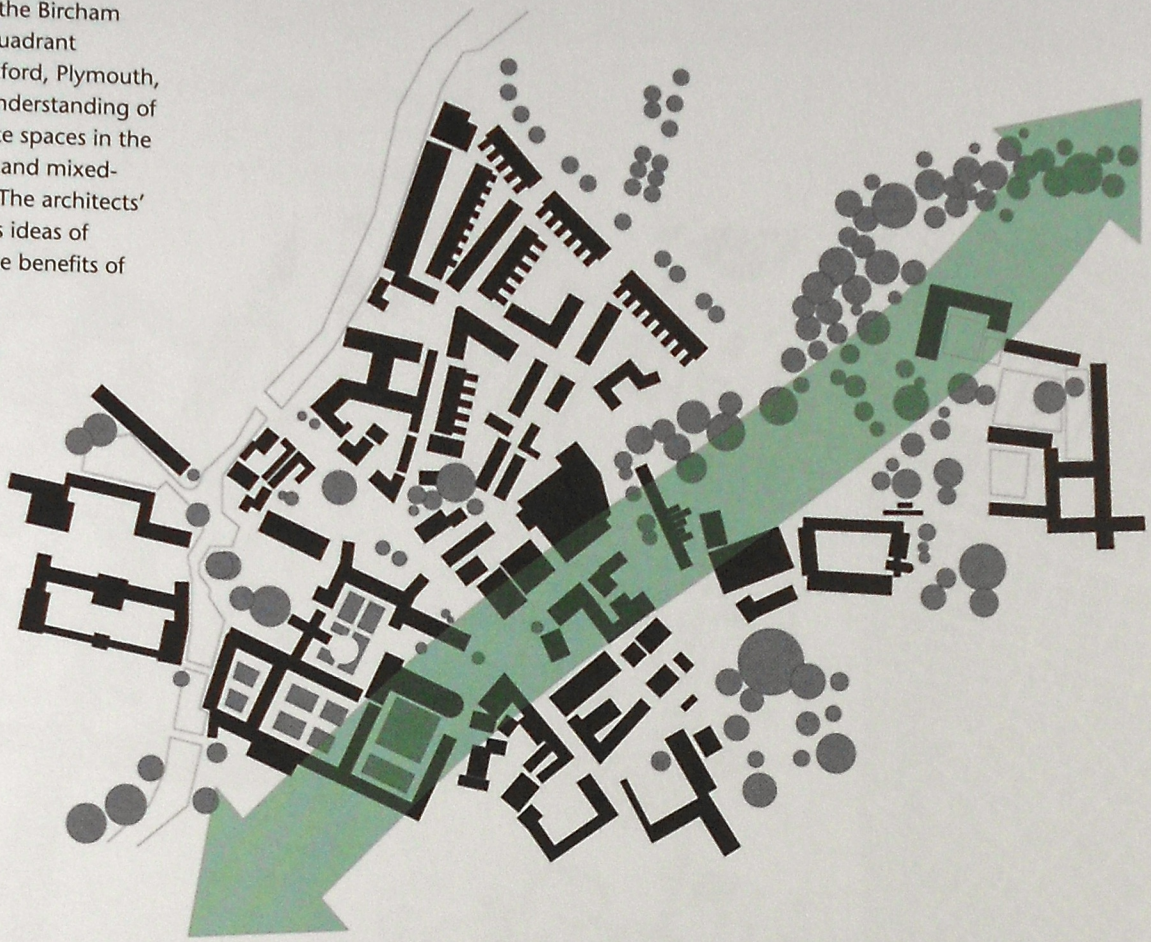 the Bircham
uadrant
ford, Plymouth,
nderstanding of
e spaces in the
and mixed-
The architects'
s ideas of
e benefits of